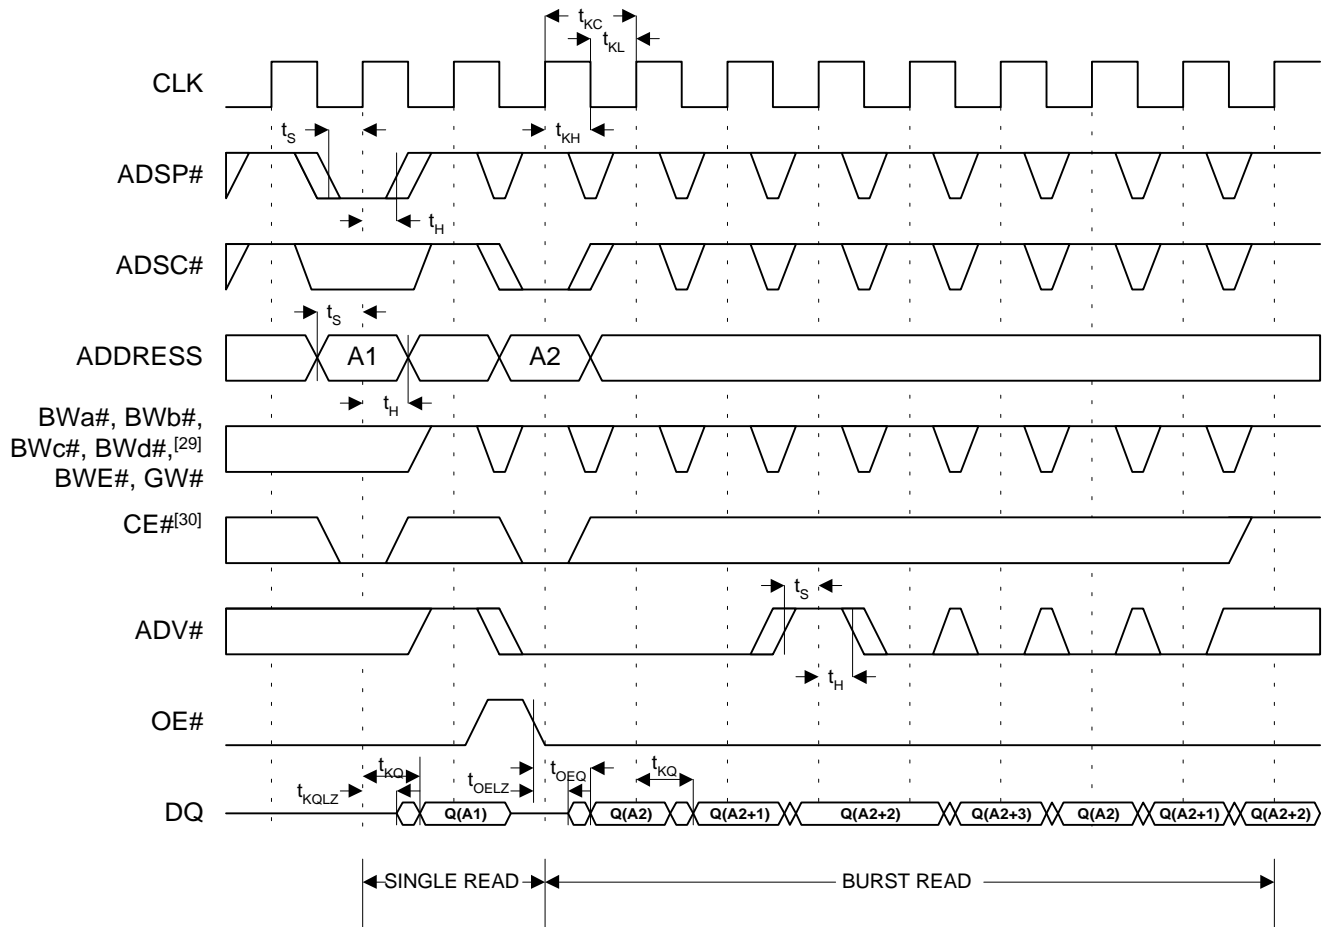 tKC
tKL
CLK
tS
tKH
ADSP#
tH
ADSC#
tS
ADDRESS
A1
A2
tH
BWa#, BWb#,
BWc#, BWd#,[29]
BWE#, GW#
CE#[30]
tS
ADV#
tH
OE#
tKQ
tOEQ
tKQ
tKQLZ
tOELZ
DQ
Q(A1)
Q(A2)
Q(A2+1)
Q(A2+2)
Q(A2+3)
Q(A2)
Q(A2+1)
Q(A2+2)
SINGLE READ
BURST READ